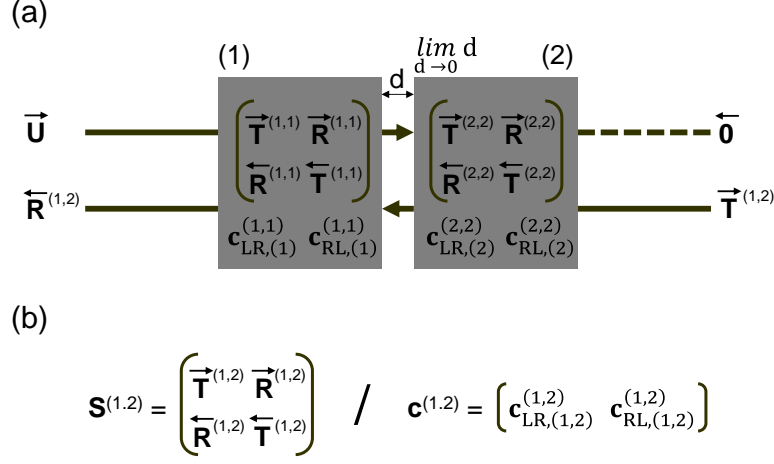 (a)
(1) lim d (2)
d→0
d
U⃗ T⃗(1,1) R⃗(1,1) T⃗(2,2) R⃗(2,2) 0⃖
R⃖(1,2) R⃖(1,1) T⃖(1,1) R⃖(2,2) T⃖(2,2) T⃗(1,2)
c(1,1)LR,(1) c(1,1)RL,(1) c(2,2)LR,(2) c(2,2)RL,(2)
(b)
T⃗(1,2) R⃗(1,2)
S(1.2) = / c(1.2) = [c(1,2)LR,(1,2) c(1,2)RL,(1,2)]
R⃖(1,2) T⃖(1,2)